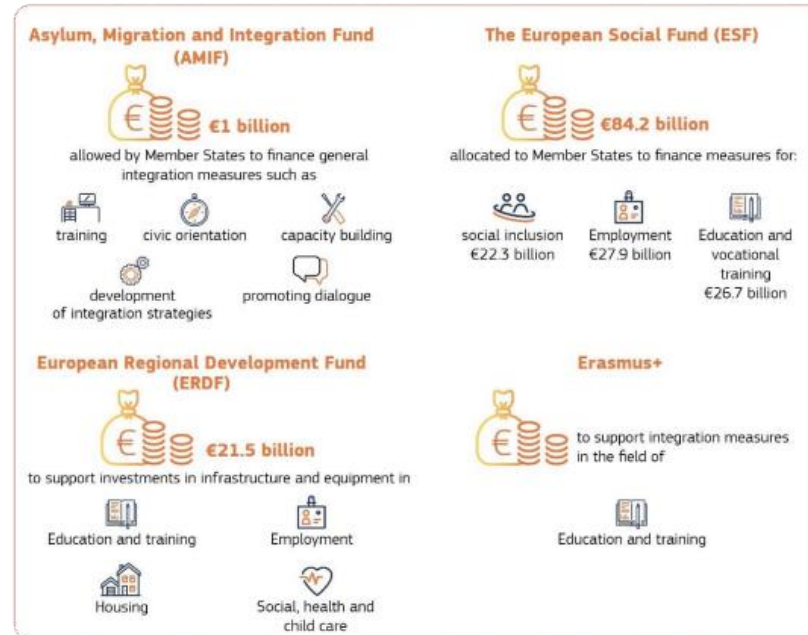 Asylum, Migration and Integration Fund
(AMIF)
€1 billion
allowed by Member States to finance general
integration measures such as
training
civic orientation
capacity building
development
of integration strategies
promoting dialogue
The European Social Fund (ESF)
€84.2 billion
allocated to Member States to finance measures for:
social inclusion
€22.3 billion
Employment
€27.9 billion
Education and
vocational
training
€26.7 billion
European Regional Development Fund
(ERDF)
€21.5 billion
to support investments in infrastructure and equipment in
Education and training
Employment
Housing
Social, health and
child care
Erasmus+
to support integration measures
in the field of
Education and training